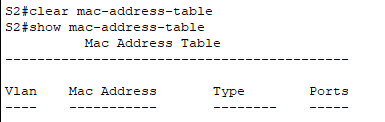 S2#clear mac-address-table
S2#show mac-address-table
          Mac Address Table
-------------------------------------------

Vlan    Mac Address       Type        Ports
----    -----------       --------    -----